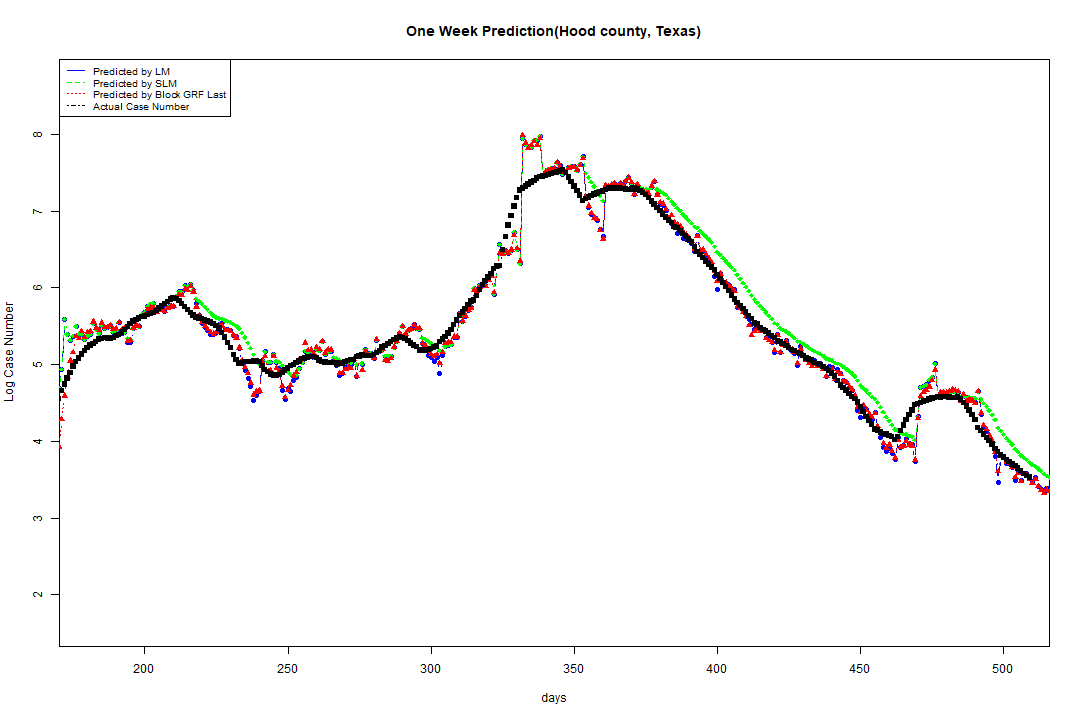 One Week Prediction(Hood county, Texas)
Predicted by LM
Predicted by SLM
Predicted by Block GRF Last
Actual Case Number
8
7
6
5
4
3
2
Log Case Number
200 250 300 350 400 450 500
days